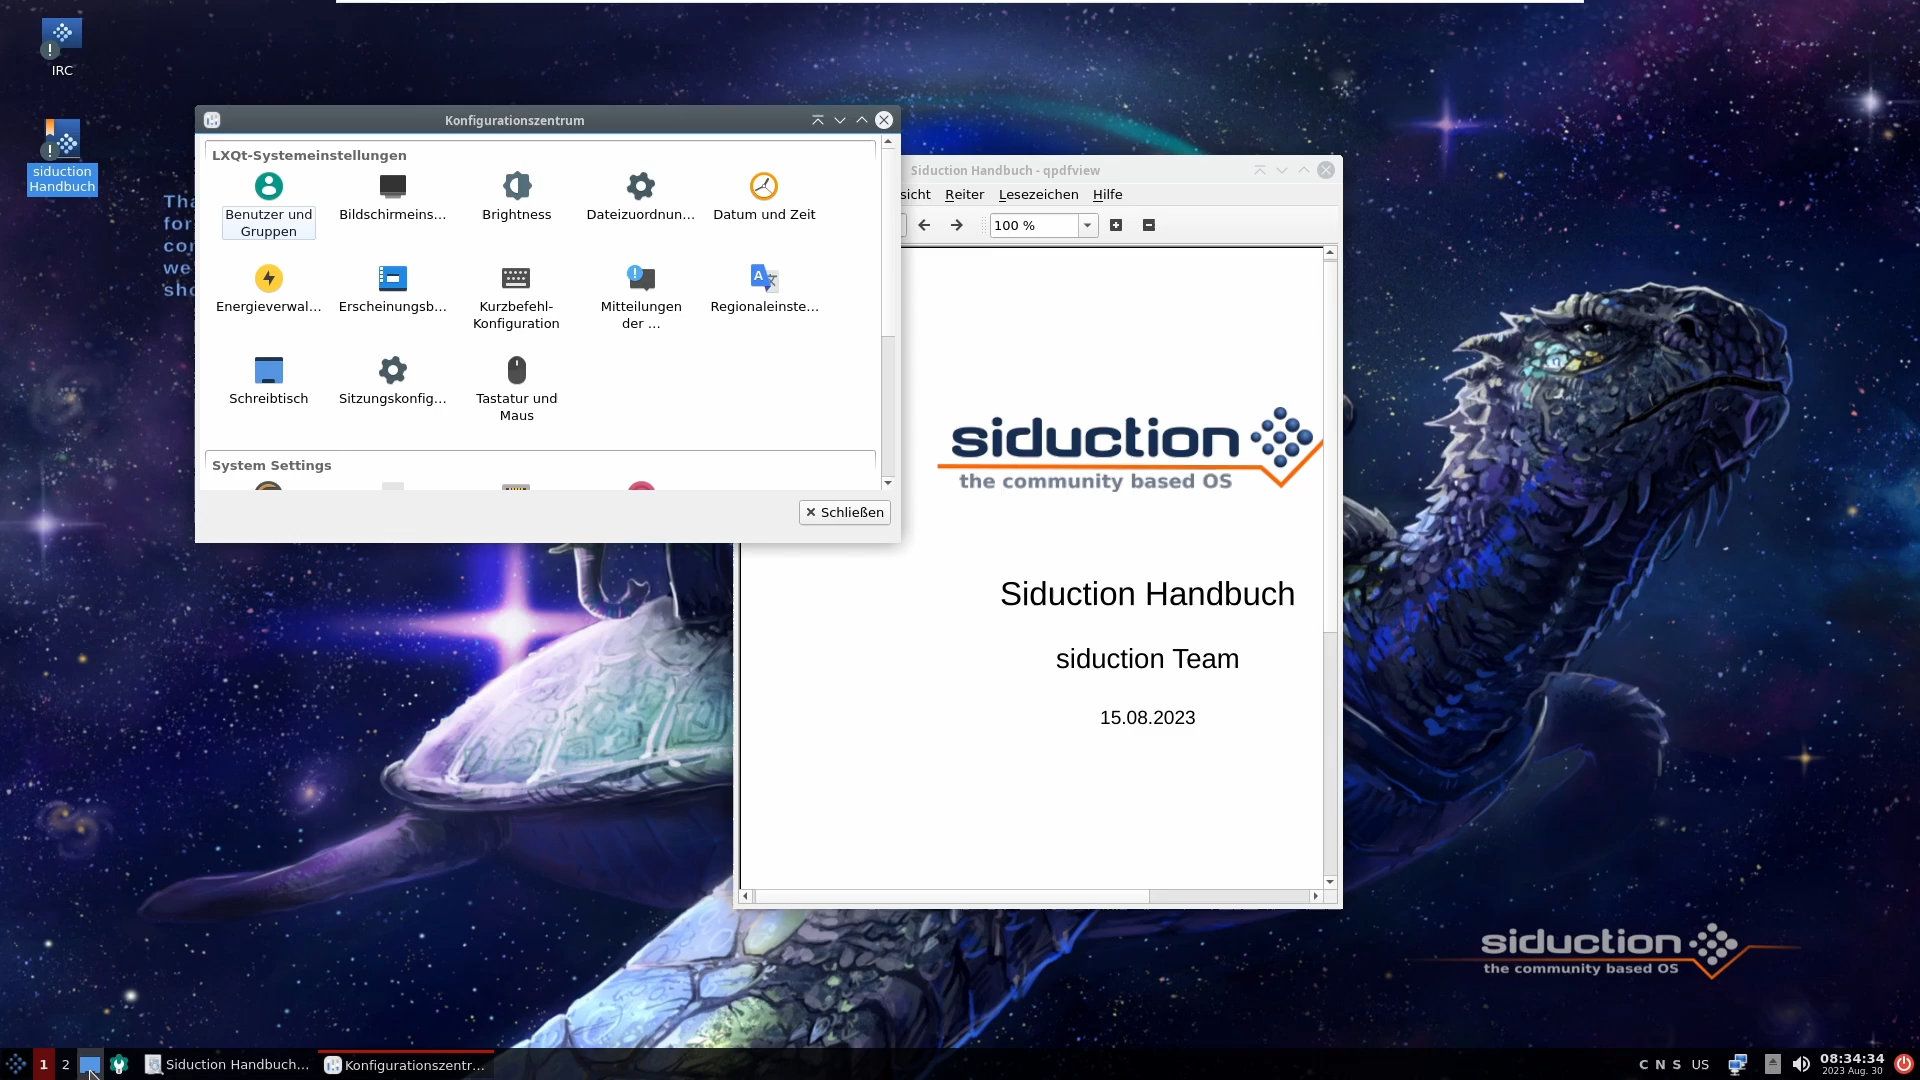 IRC
siduction
Handbuch
for
we
Konfigurationszentrum
LXQt-Systemeinstellungen
Benutzer und
Gruppen
Bildschirmeins...
Brightness
Dateizuordnun...
Datum und Zeit
Energieverwal...
Erscheinungsb...
Kurzbefehl-
Konfiguration
Mitteilungen
der ...
Regionaleinste...
Schreibtisch
Sitzungskonfig...
Tastatur und
Maus
System Settings
Schließen
Siduction Handbuch - qpdfview
sicht Reiter Lesezeichen Hilfe
100 %
siduction
the community based OS
Siduction Handbuch
siduction Team
15.08.2023
siduction
the community based OS
1 2 Siduction Handbuch... Konfigurationszentr... C N S US 08:34:34
2023 Aug. 30